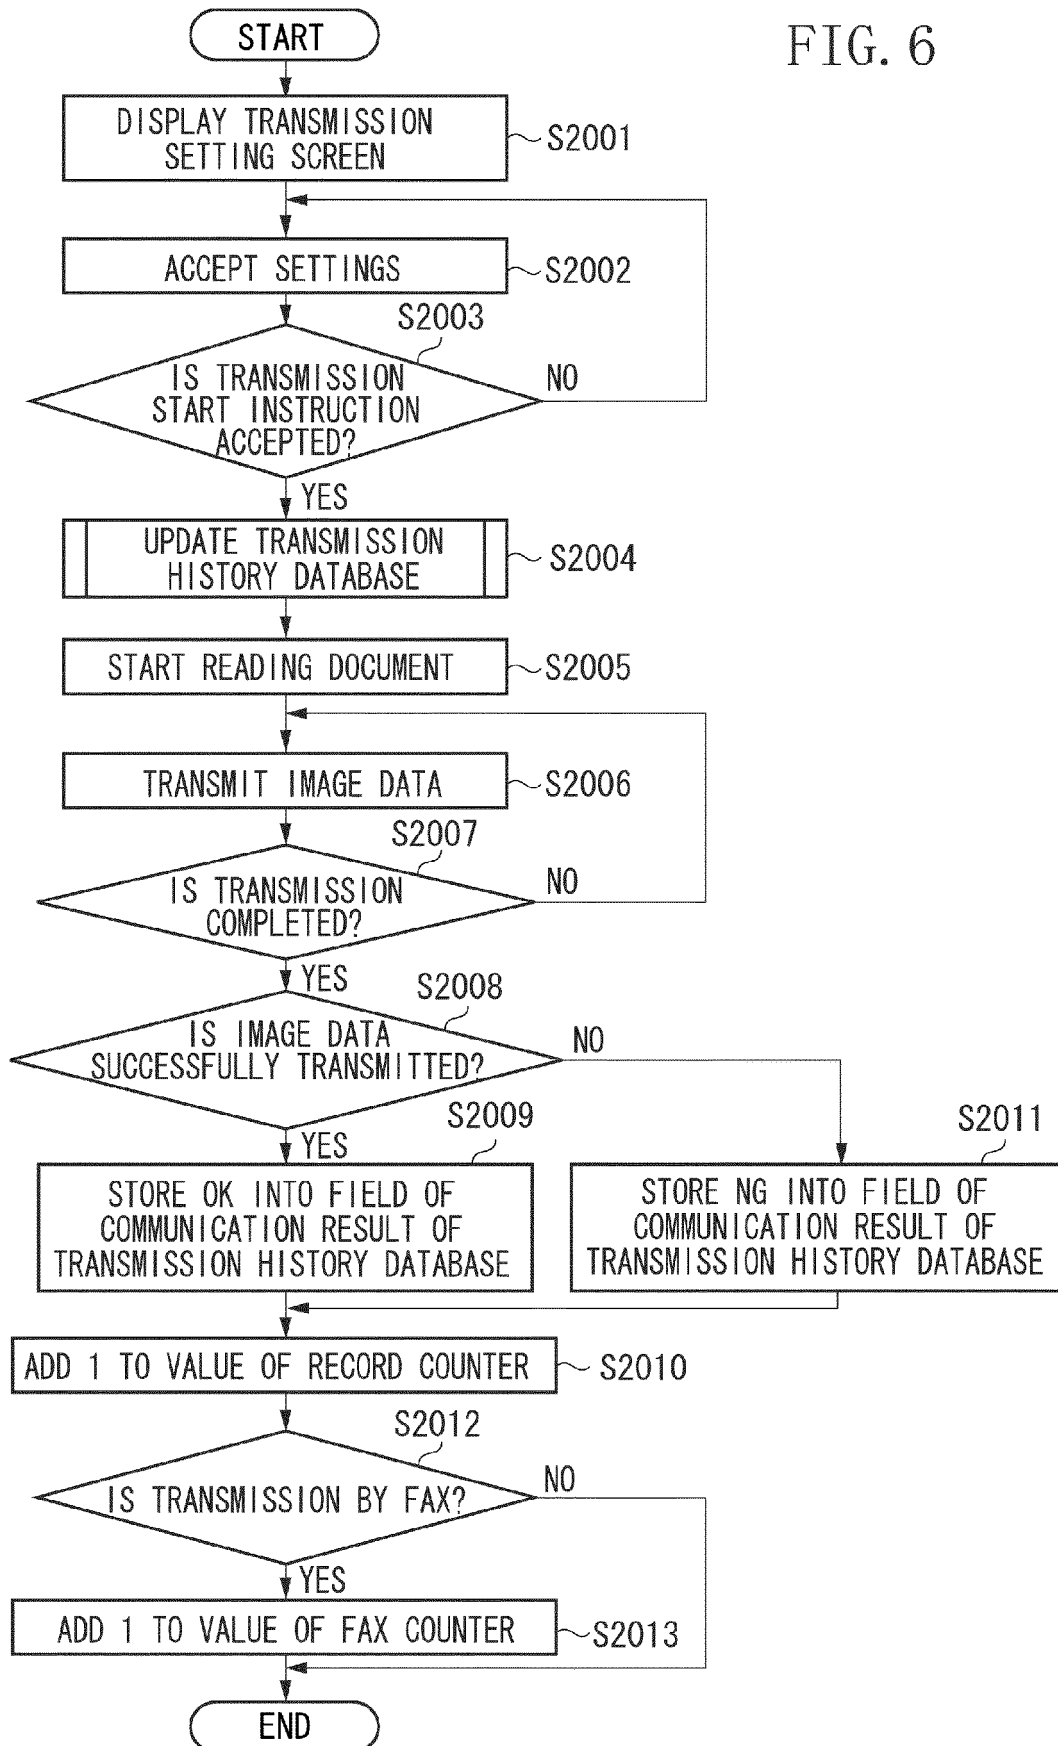 FIG. 6
START
DISPLAY TRANSMISSION
SETTING SCREEN
S2001
ACCEPT SETTINGS
S2002
S2003
IS TRANSMISSION
START INSTRUCTION
ACCEPTED?
NO
YES
UPDATE TRANSMISSION
HISTORY DATABASE
S2004
START READING DOCUMENT
S2005
TRANSMIT IMAGE DATA
S2006
S2007
IS TRANSMISSION
COMPLETED?
NO
YES
S2008
IS IMAGE DATA
SUCCESSFULLY TRANSMITTED?
NO
YES
S2009
STORE OK INTO FIELD OF
COMMUNICATION RESULT OF
TRANSMISSION HISTORY DATABASE
S2011
STORE NG INTO FIELD OF
COMMUNICATION RESULT OF
TRANSMISSION HISTORY DATABASE
ADD 1 TO VALUE OF RECORD COUNTER
S2010
S2012
IS TRANSMISSION BY FAX?
NO
YES
ADD 1 TO VALUE OF FAX COUNTER
S2013
END